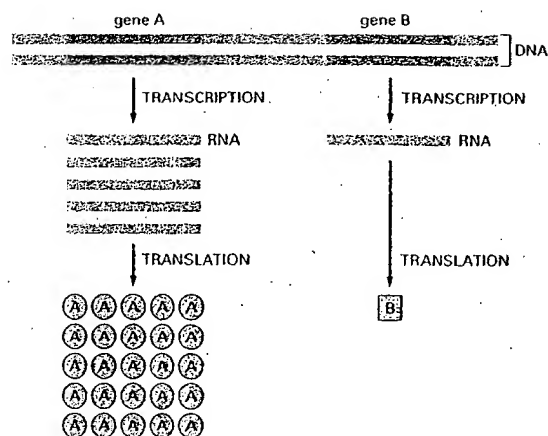 gene A gene B
DNA
TRANSCRIPTION TRANSCRIPTION
RNA RNA
TRANSLATION TRANSLATION
A A A A A B
A A A A A
A A A A A
A A A A A
A A A A A